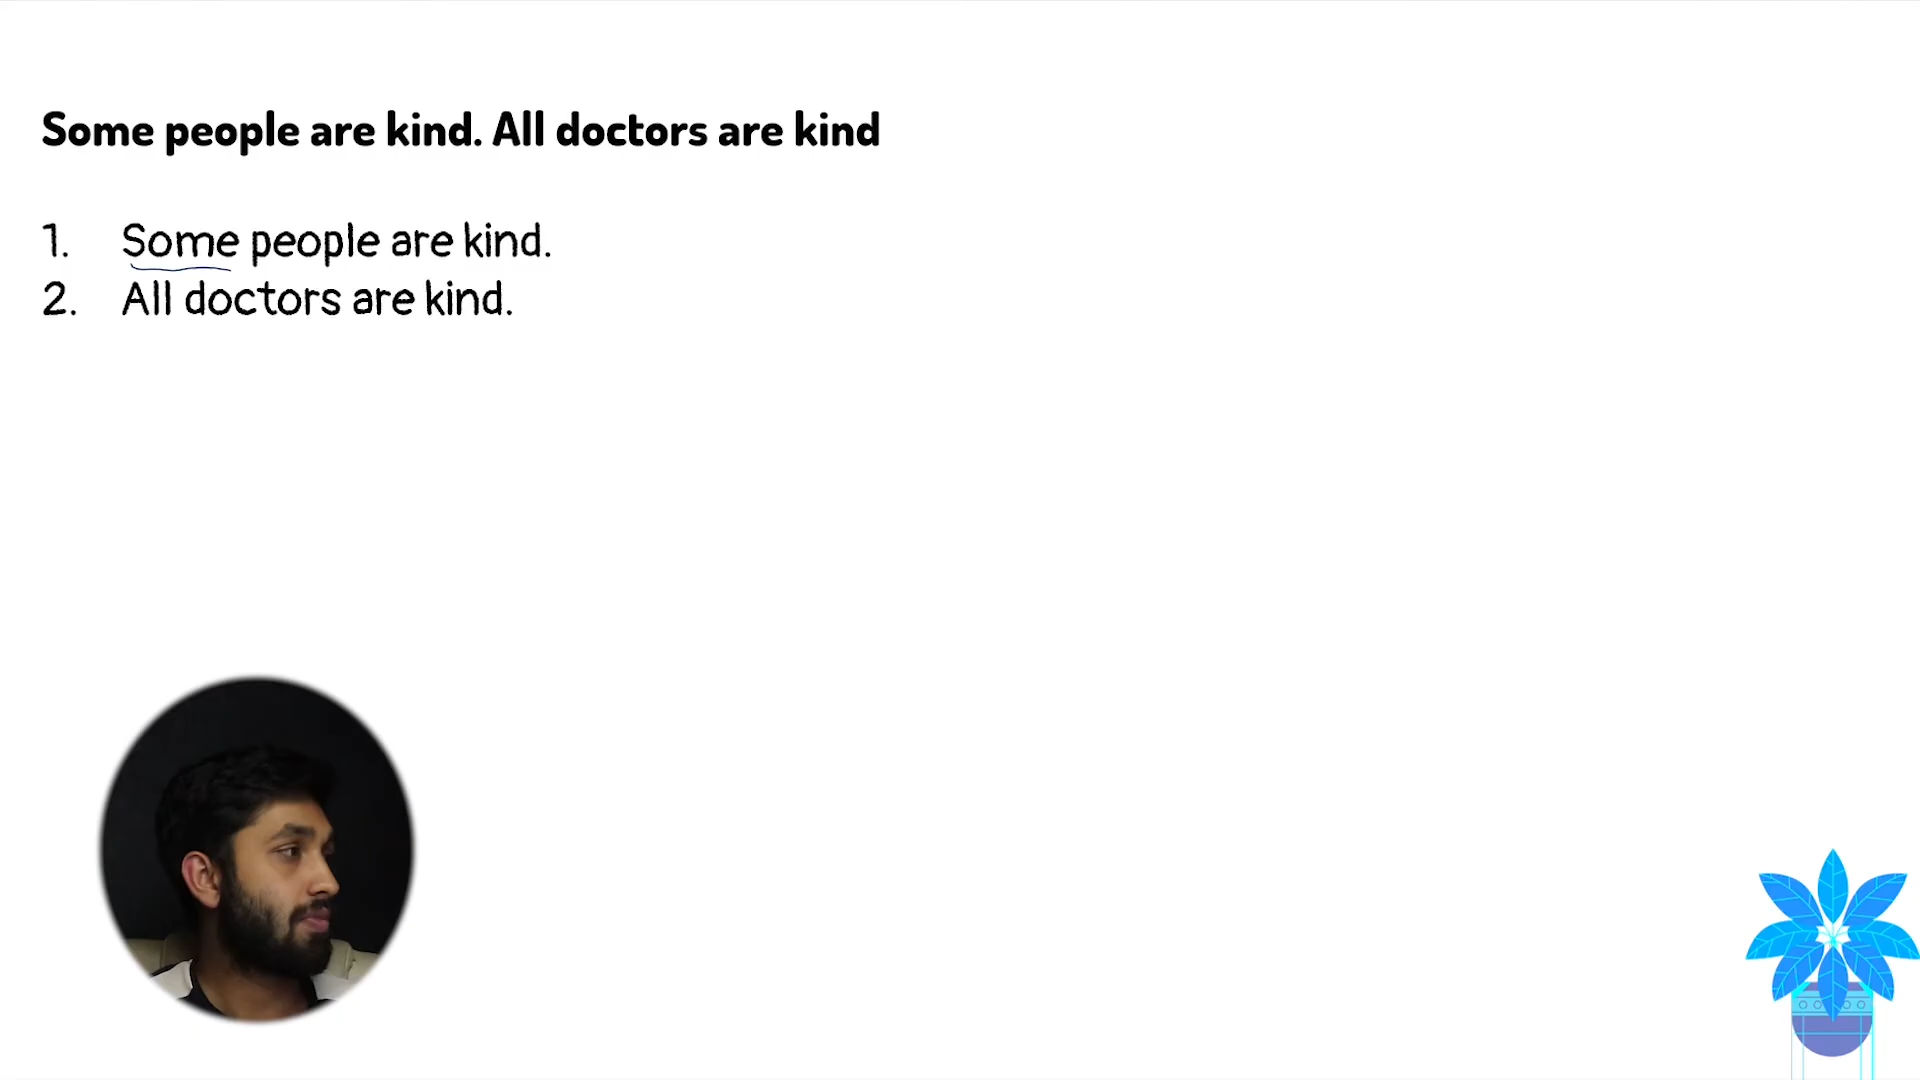 Some people are kind. All doctors are kind
1. Some people are kind.
2. All doctors are kind.